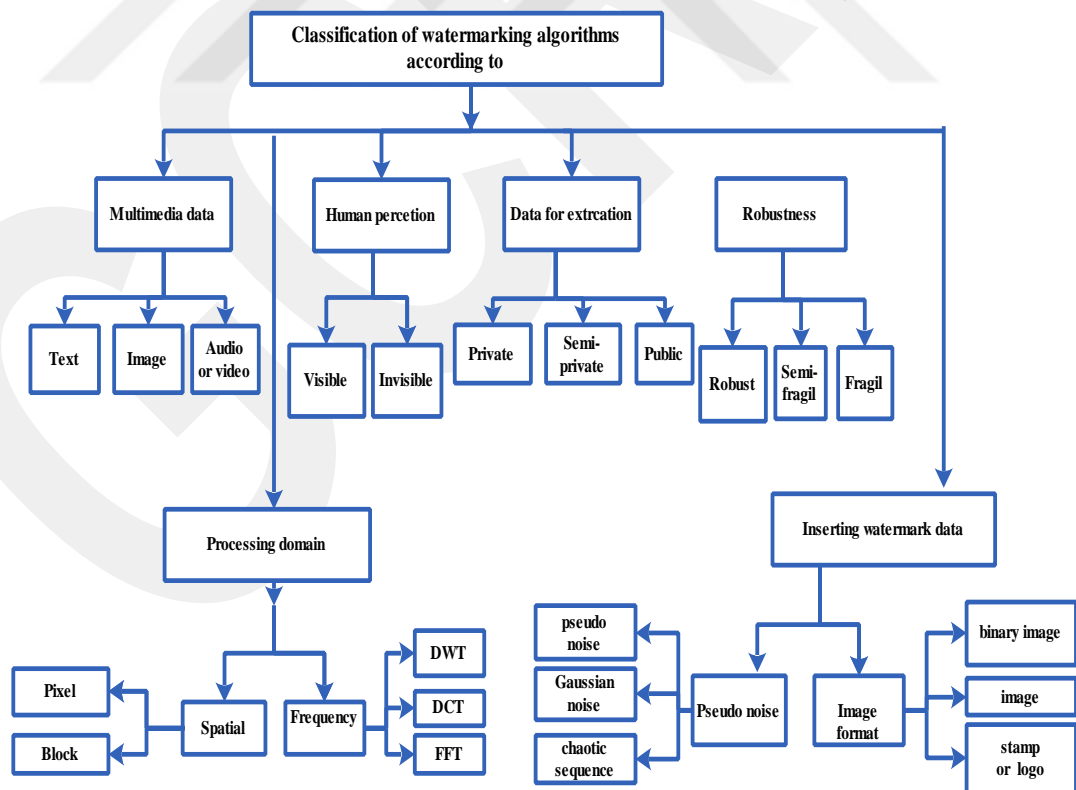 Classification of watermarking algorithms
according to
Multimedia data
Human percetion
Data for extrcation
Robustness
Text
Image
Audio
or video
Visible
Invisible
Private
Semi-
private
Public
Robust
Semi-
fragil
Fragil
Processing domain
Inserting watermark data
Pixel
Block
Spatial
Frequency
DWT
DCT
FFT
pseudo
noise
Gaussian
noise
chaotic
sequence
Pseudo noise
Image
format
binary image
image
stamp
or logo